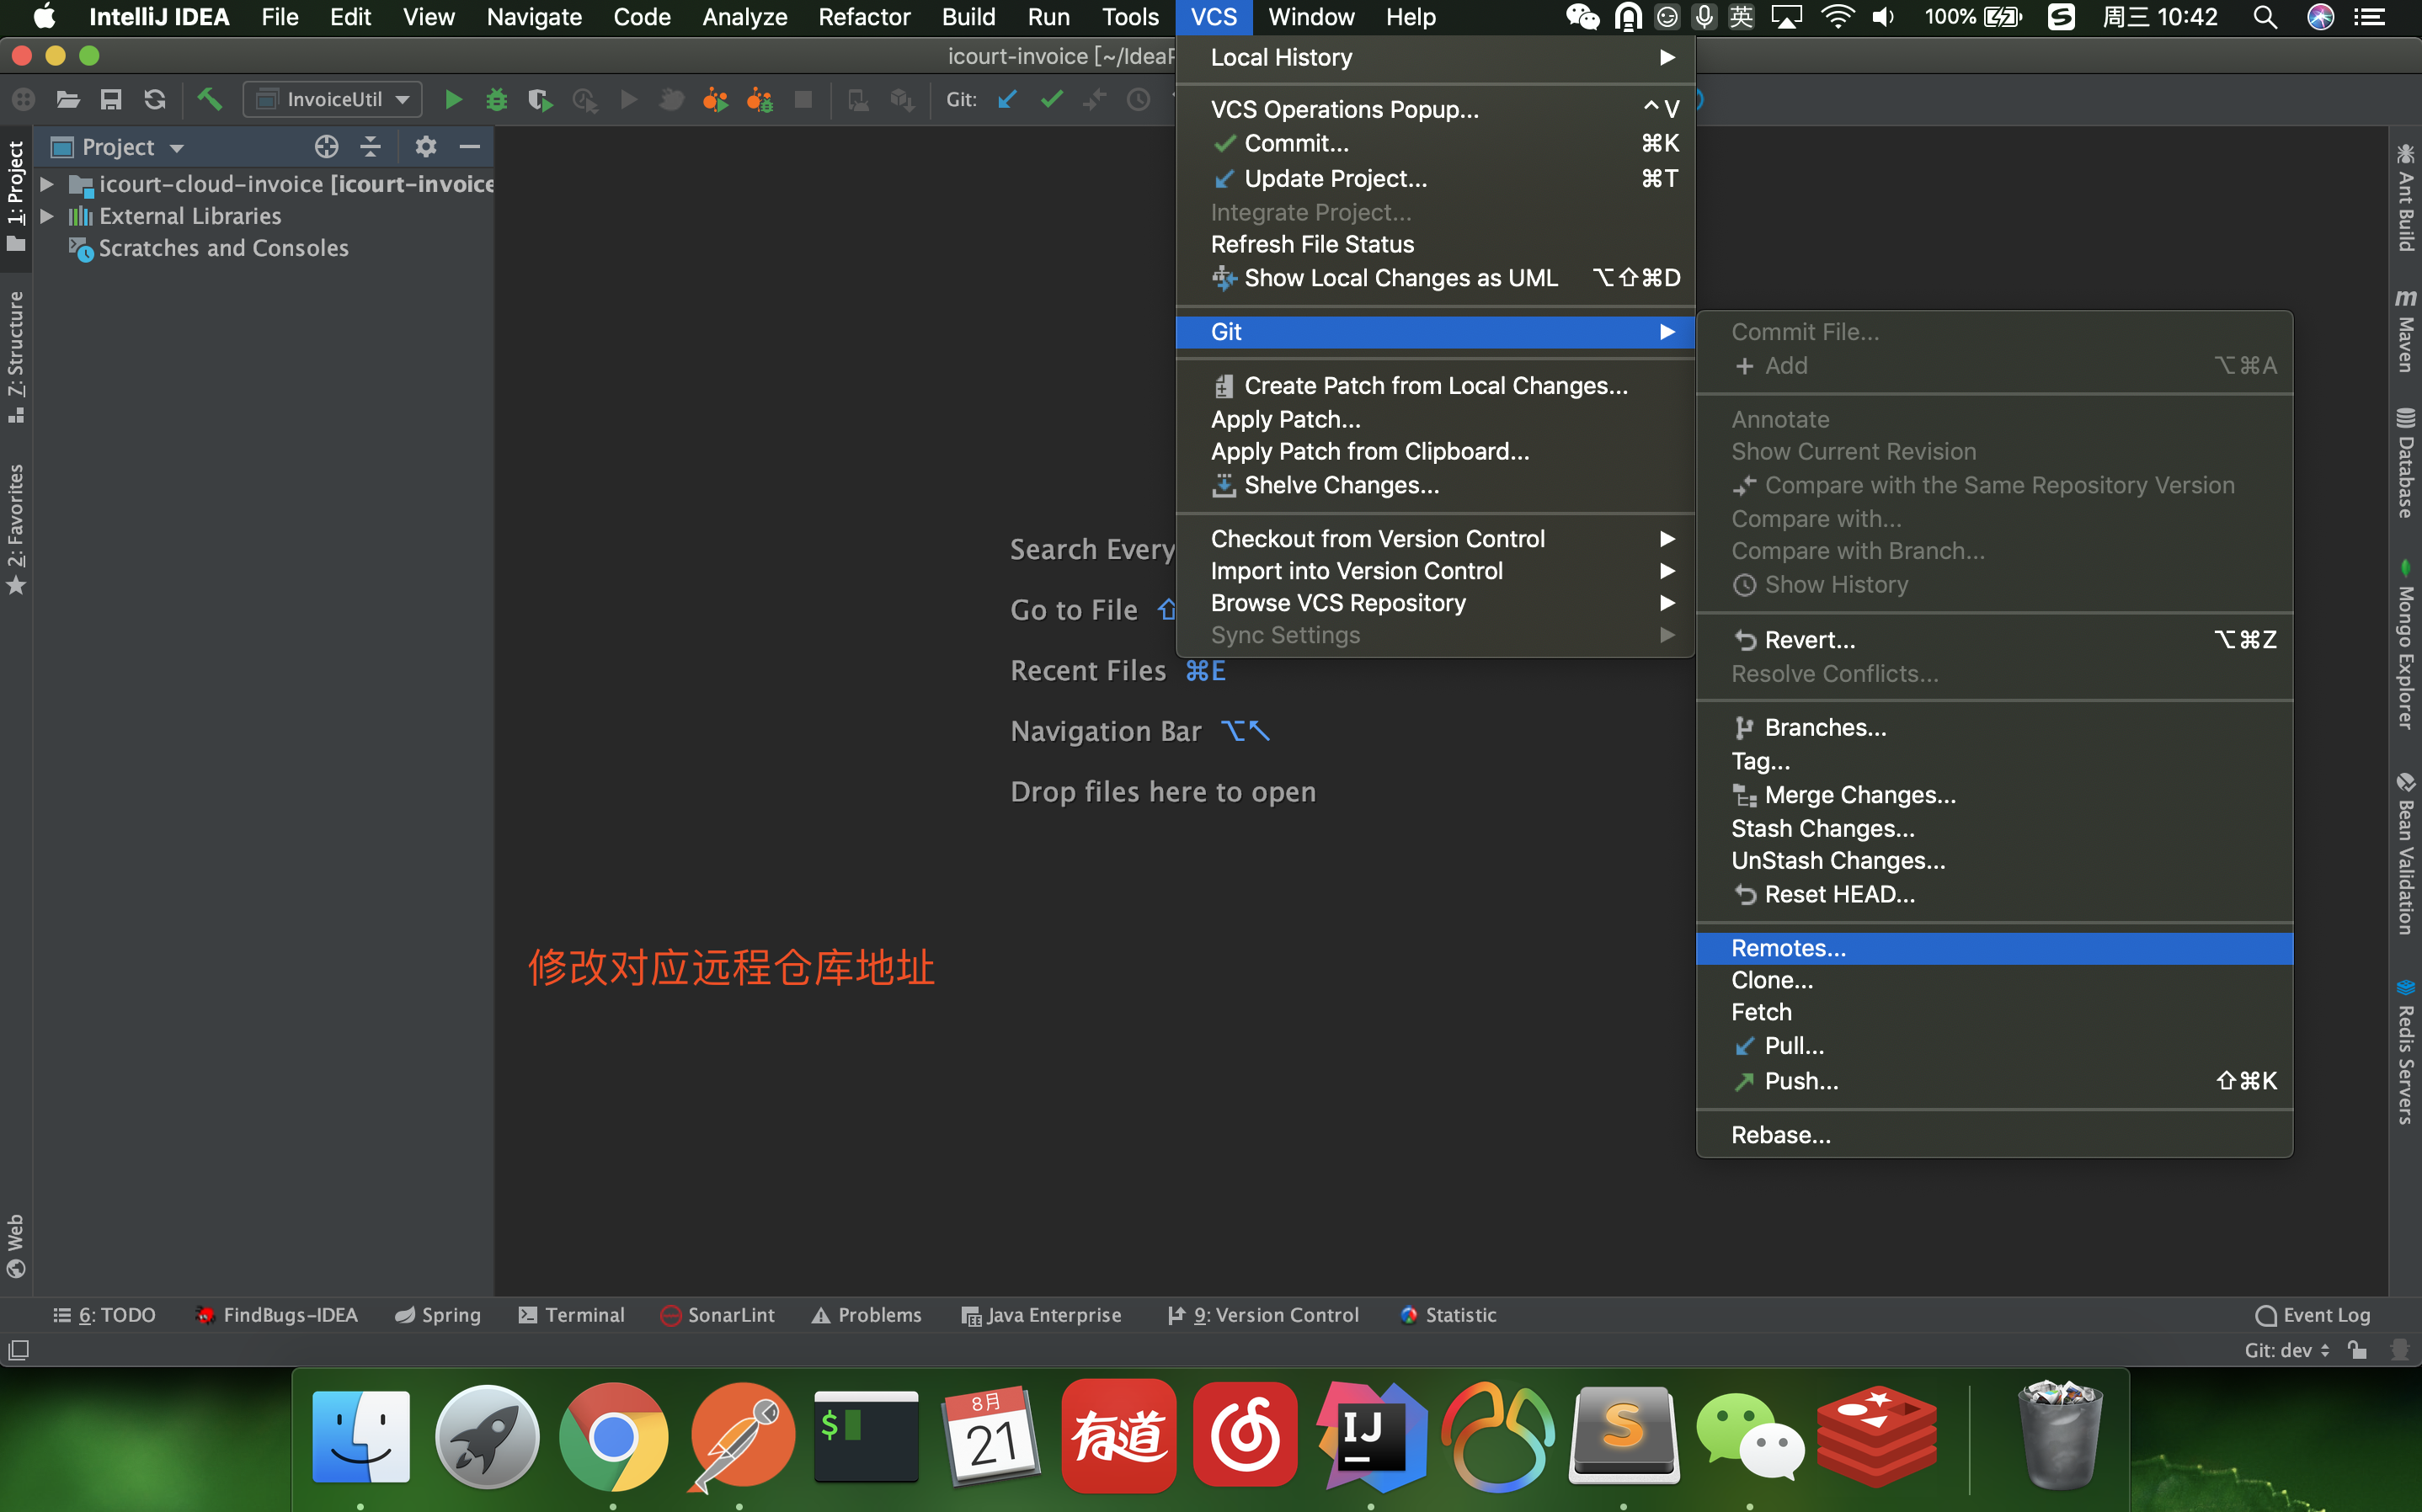 IntelliJ IDEA File Edit View Navigate Code Analyze Refactor Build Run Tools VCS Window Help 英 100% 周三 10:42
icourt-invoice [~/IdeaP
InvoiceUtil Git:
Project
icourt-cloud-invoice [icourt-invoice
External Libraries
Scratches and Consoles
1: Project
Z: Structure
2: Favorites
Web
Local History
VCS Operations Popup... ^V
Commit... ⌘K
Update Project... ⌘T
Integrate Project...
Refresh File Status
Show Local Changes as UML ⌥⇧⌘D
Git
Create Patch from Local Changes...
Apply Patch...
Apply Patch from Clipboard...
Shelve Changes...
Checkout from Version Control
Import into Version Control
Browse VCS Repository
Sync Settings
Commit File...
Add ⌥⌘A
Annotate
Show Current Revision
Compare with the Same Repository Version
Compare with...
Compare with Branch...
Show History
Revert... ⌥⌘Z
Resolve Conflicts...
Branches...
Tag...
Merge Changes...
Stash Changes...
UnStash Changes...
Reset HEAD...
Remotes...
Clone...
Fetch
Pull...
Push... ⇧⌘K
Rebase...
Search Every
Go to File ⇧
Recent Files ⌘E
Navigation Bar ⌥↖
Drop files here to open
修改对应远程仓库地址
Ant Build
Maven
Database
Mongo Explorer
Bean Validation
Redis Servers
6: TODO FindBugs-IDEA Spring Terminal SonarLint Problems Java Enterprise 9: Version Control Statistic Event Log
Git: dev
$ 8月 21 有道 IJ S